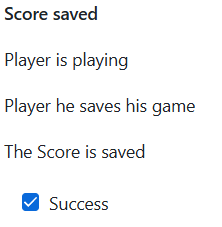 Score saved
Player is playing
Player he saves his game
The Score is saved
Success